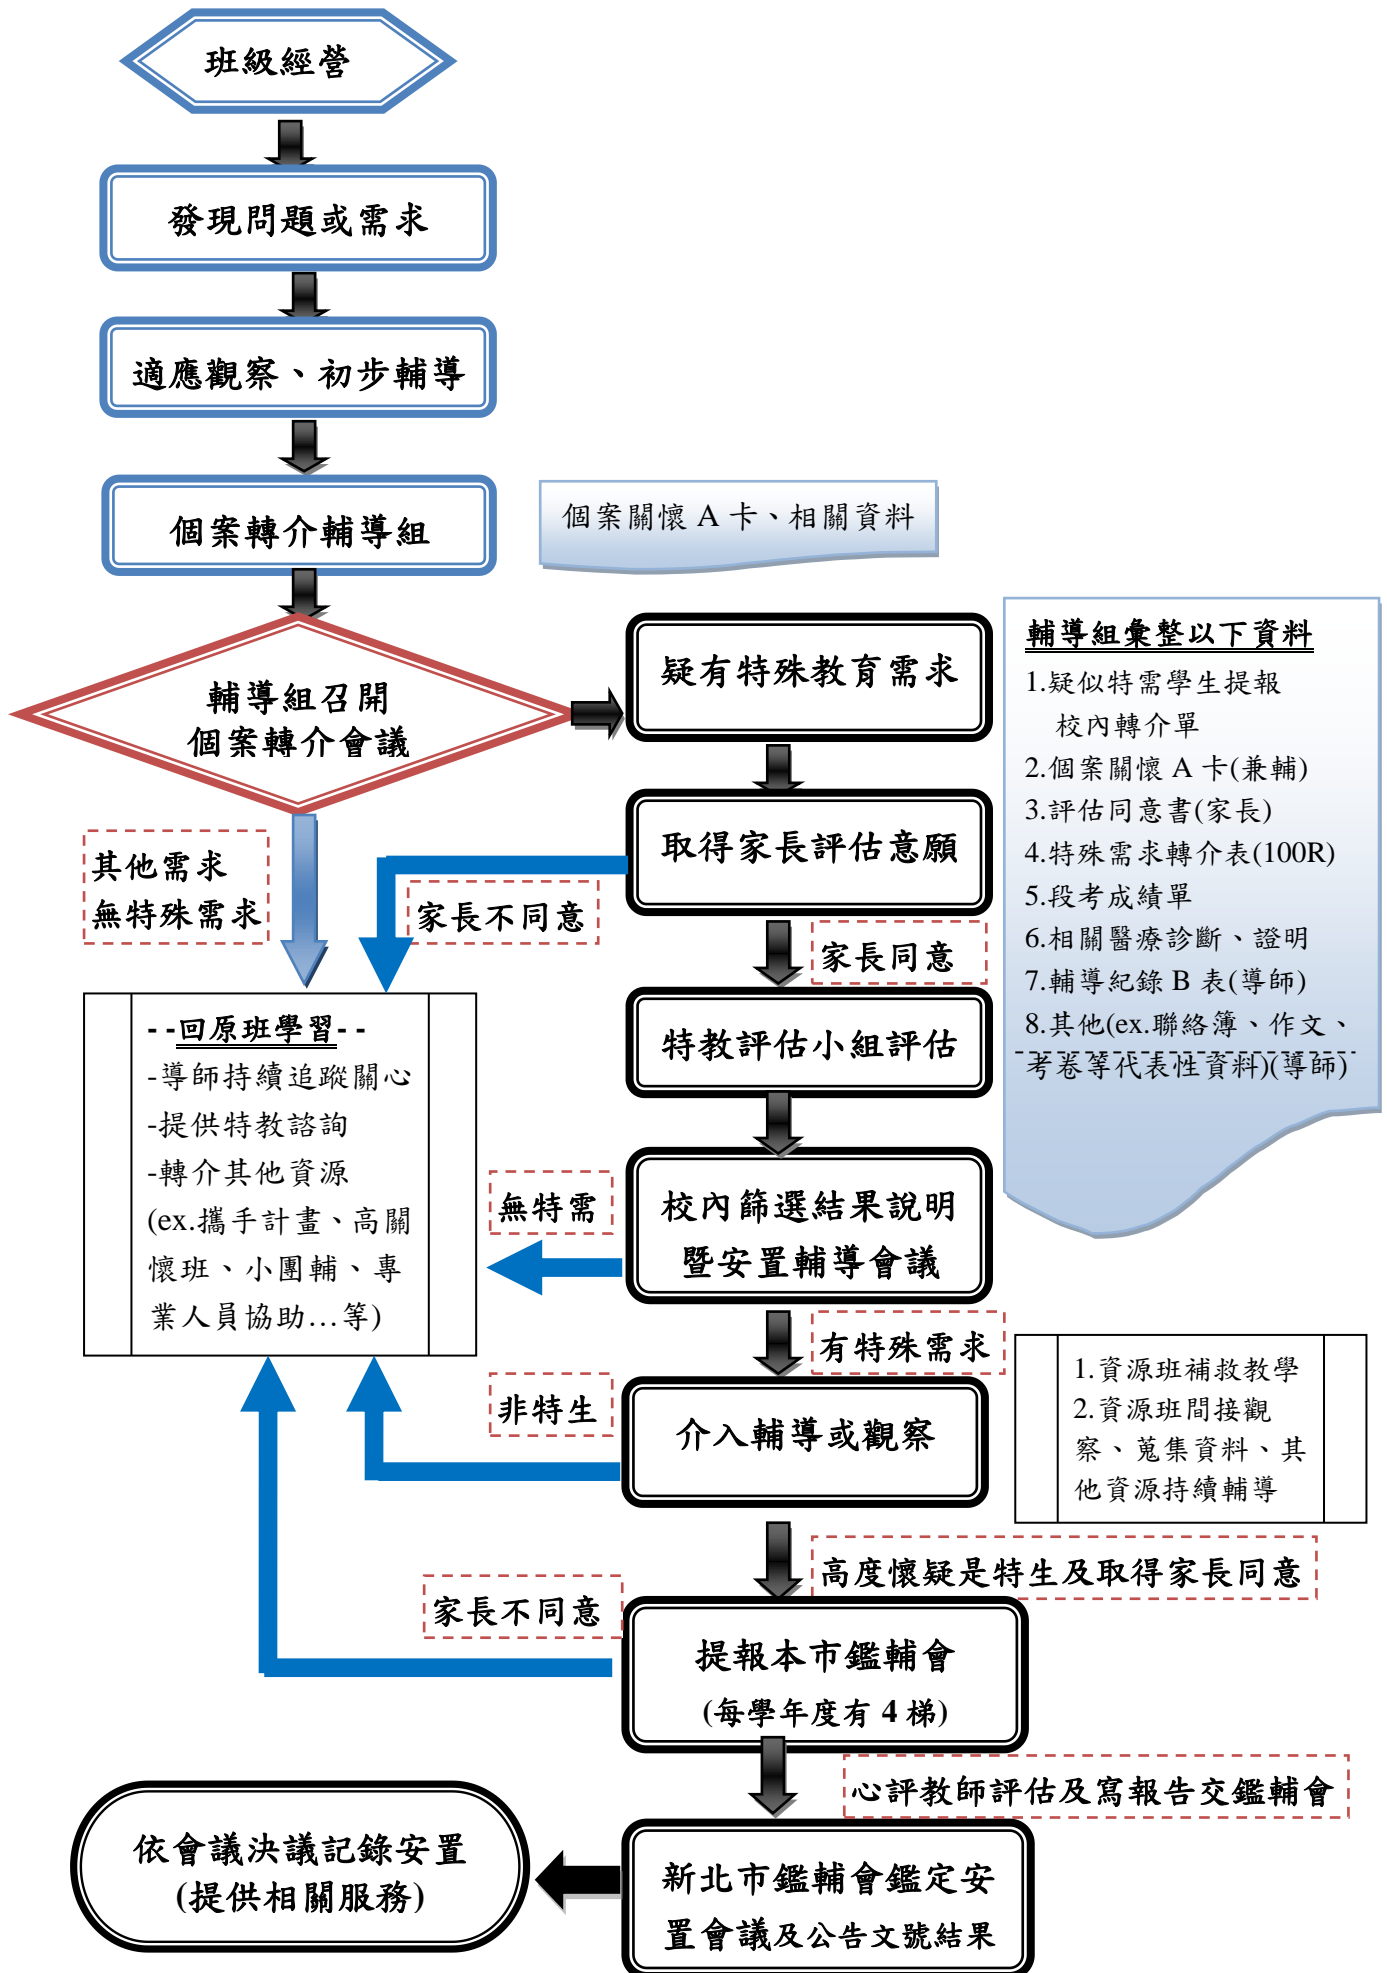 班級經營
發現問題或需求
適應觀察、初步輔導
個案轉介輔導組
個案關懷 A 卡、相關資料
輔導組召開
個案轉介會議
疑有特殊教育需求
輔導組彙整以下資料
1.疑似特需學生提報
校內轉介單
2.個案關懷 A 卡(兼輔)
3.評估同意書(家長)
4.特殊需求轉介表(100R)
5.段考成績單
6.相關醫療診斷、證明
7.輔導紀錄 B 表(導師)
8.其他(ex.聯絡簿、作文、
考卷等代表性資料)(導師)
其他需求
無特殊需求
取得家長評估意願
家長不同意
家長同意
特教評估小組評估
--回原班學習--
-導師持續追蹤關心
-提供特教諮詢
-轉介其他資源
(ex.攜手計畫、高關
懷班、小團輔、專
業人員協助…等)
無特需
校內篩選結果說明
暨安置輔導會議
有特殊需求
非特生
介入輔導或觀察
1.資源班補救教學
2.資源班間接觀
察、蒐集資料、其
他資源持續輔導
高度懷疑是特生及取得家長同意
家長不同意
提報本市鑑輔會
(每學年度有 4 梯)
心評教師評估及寫報告交鑑輔會
依會議決議記錄安置
(提供相關服務)
新北市鑑輔會鑑定安
置會議及公告文號結果